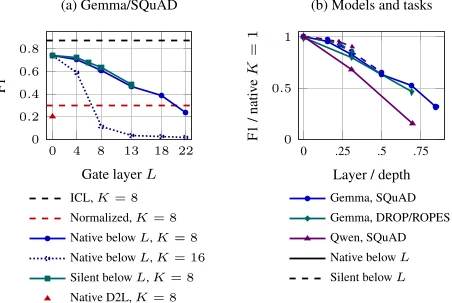 (a) Gemma/SQuAD
F1
0.8
0.6
0.4
0.2
0
0 4 8 13 18 22
Gate layer L
ICL, K = 8
Normalized, K = 8
Native below L, K = 8
Native below L, K = 16
Silent below L, K = 8
Native D2L, K = 8
(b) Models and tasks
F1 / native K = 1
1
0.5
0
0 .25 .5 .75
Layer / depth
Gemma, SQuAD
Gemma, DROP/ROPES
Qwen, SQuAD
Native below L
Silent below L